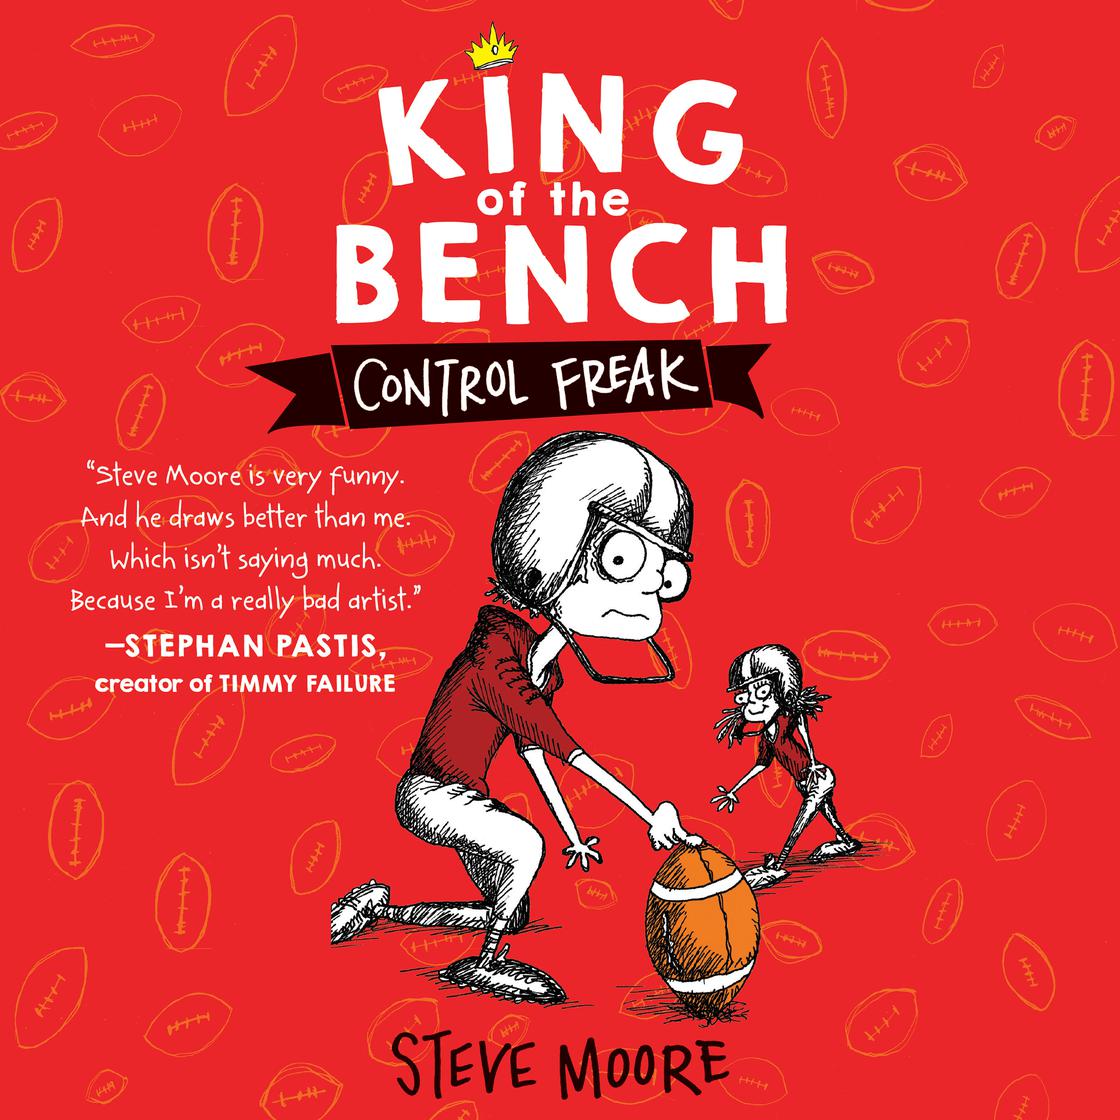 KING
of the
BENCH
CONTROL FREAK
“Steve Moore is very funny.
And he draws better than me.
Which isn’t saying much.
Because I’m a really bad artist.”
—STEPHAN PASTIS,
creator of TIMMY FAILURE
STEVE MOORE